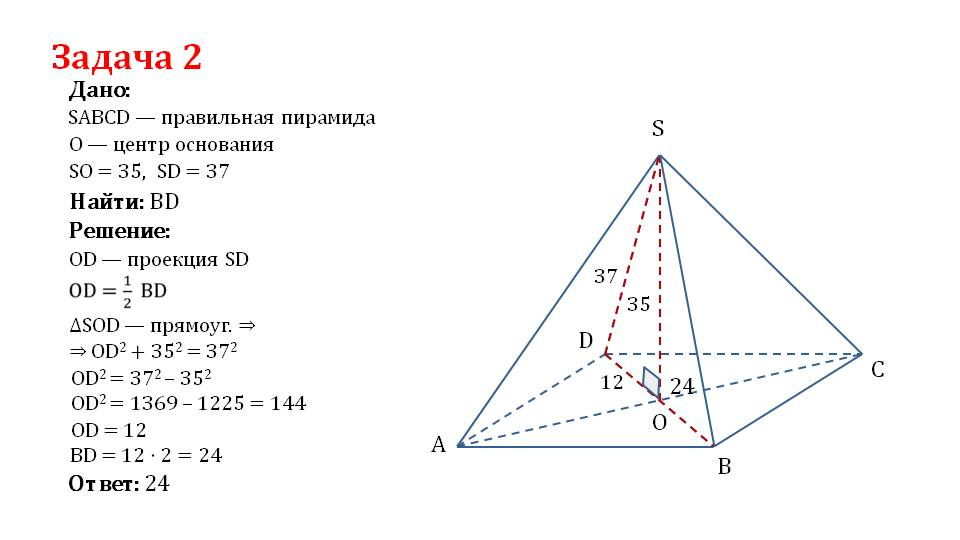 Задача 2
Дано:
SABCD — правильная пирамида
O — центр основания
SO = 35, SD = 37
Найти: BD
Решение:
OD — проекция SD
OD = 1/2 BD
ΔSOD — прямоуг. ⇒
⇒ OD² + 35² = 37²
OD² = 37² – 35²
OD² = 1369 – 1225 = 144
OD = 12
BD = 12 · 2 = 24
Ответ: 24
S
37
35
D
12
24
C
O
A
B